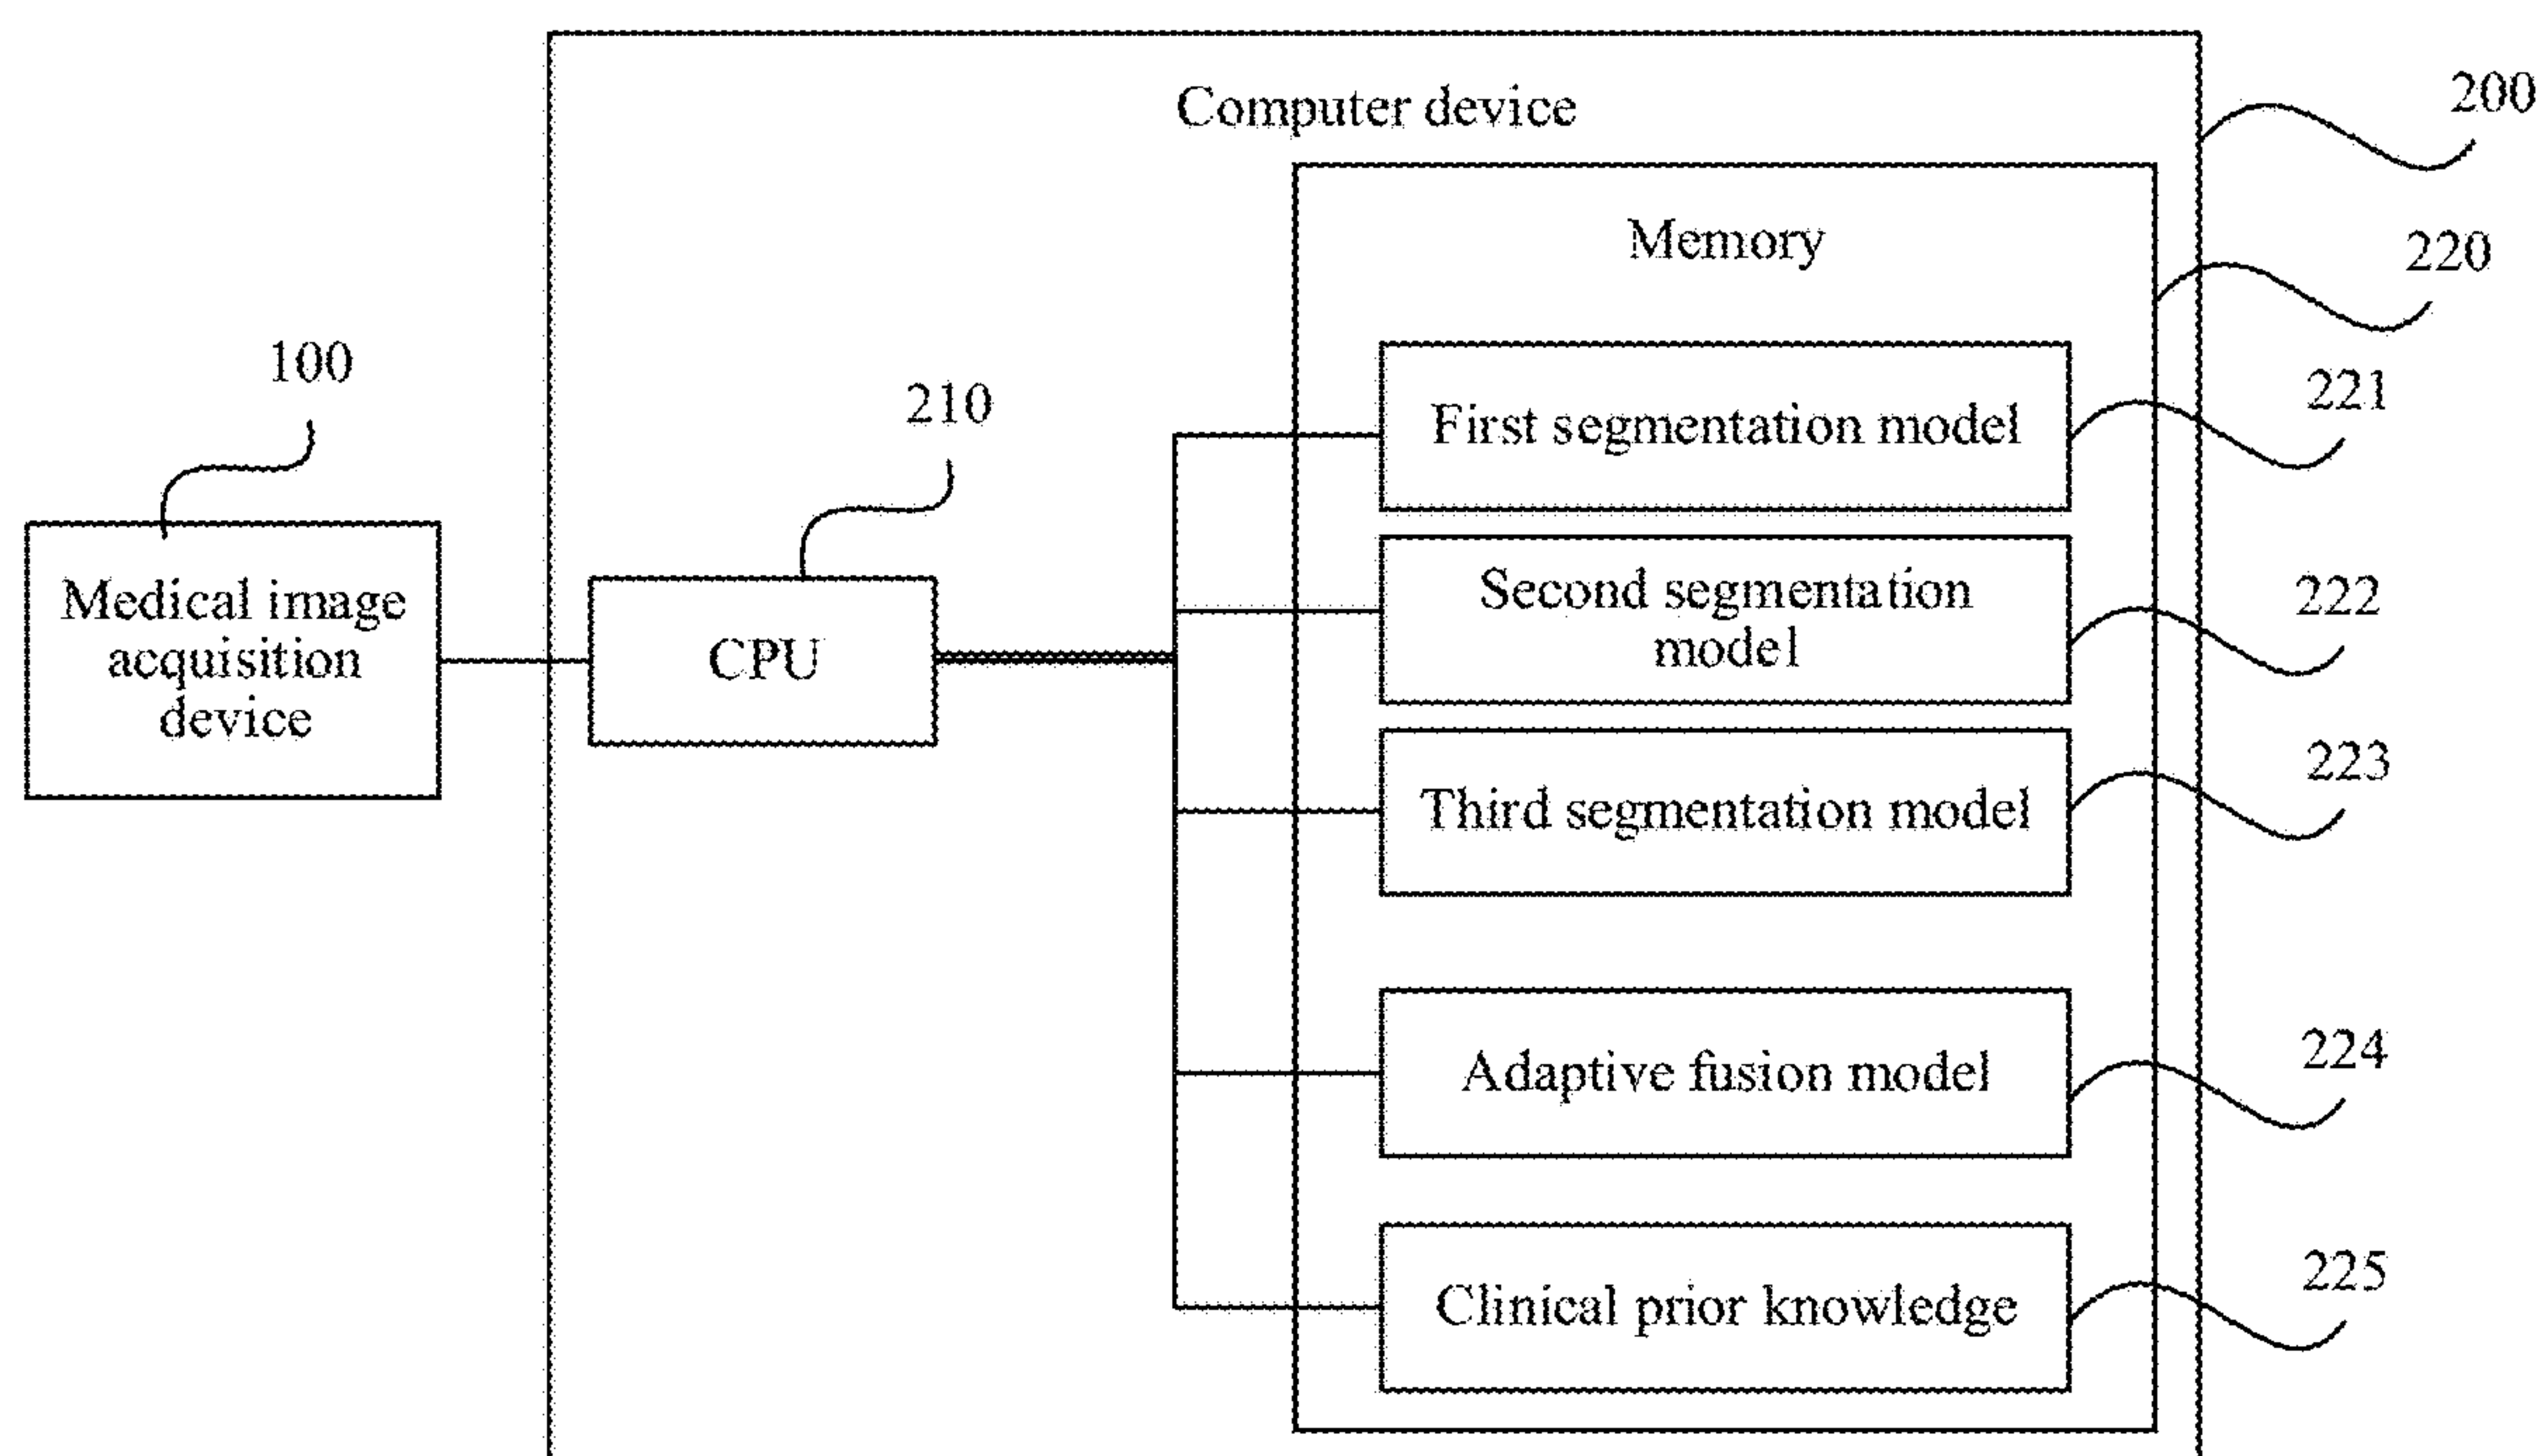 Computer device
200
Memory
220
100
210
First segmentation model
221
Medical image
acquisition
device
CPU
Second segmentation
model
222
Third segmentation model
223
Adaptive fusion model
224
Clinical prior knowledge
225